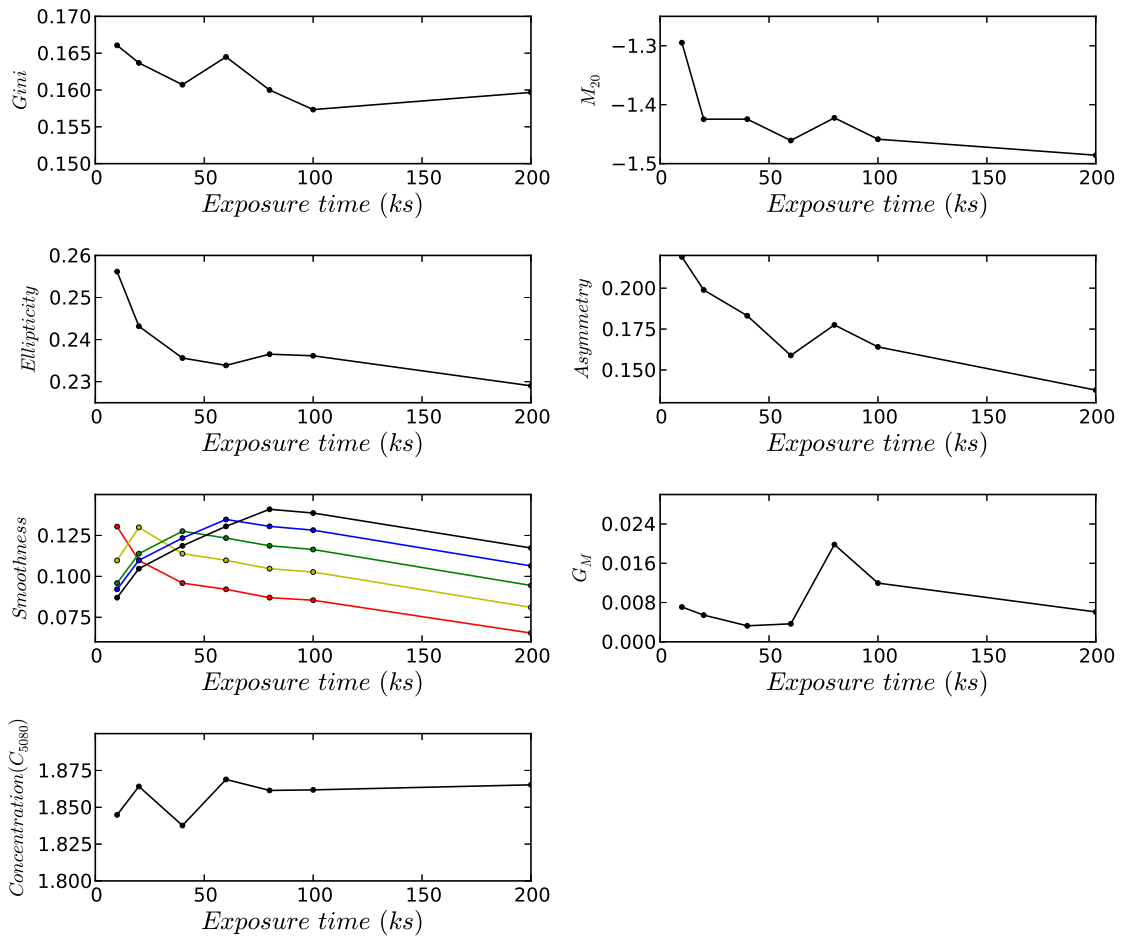 0.170
0.165
0.160
0.155
0.150
Gini
0 50 100 150 200
Exposure time (ks)
−1.3
−1.4
−1.5
M20
0 50 100 150 200
Exposure time (ks)
0.26
0.25
0.24
0.23
Ellipticity
0 50 100 150 200
Exposure time (ks)
0.200
0.175
0.150
Asymmetry
0 50 100 150 200
Exposure time (ks)
0.125
0.100
0.075
Smoothness
0 50 100 150 200
Exposure time (ks)
0.024
0.016
0.008
0.000
GM
0 50 100 150 200
Exposure time (ks)
1.875
1.850
1.825
1.800
Concentration(C5080)
0 50 100 150 200
Exposure time (ks)